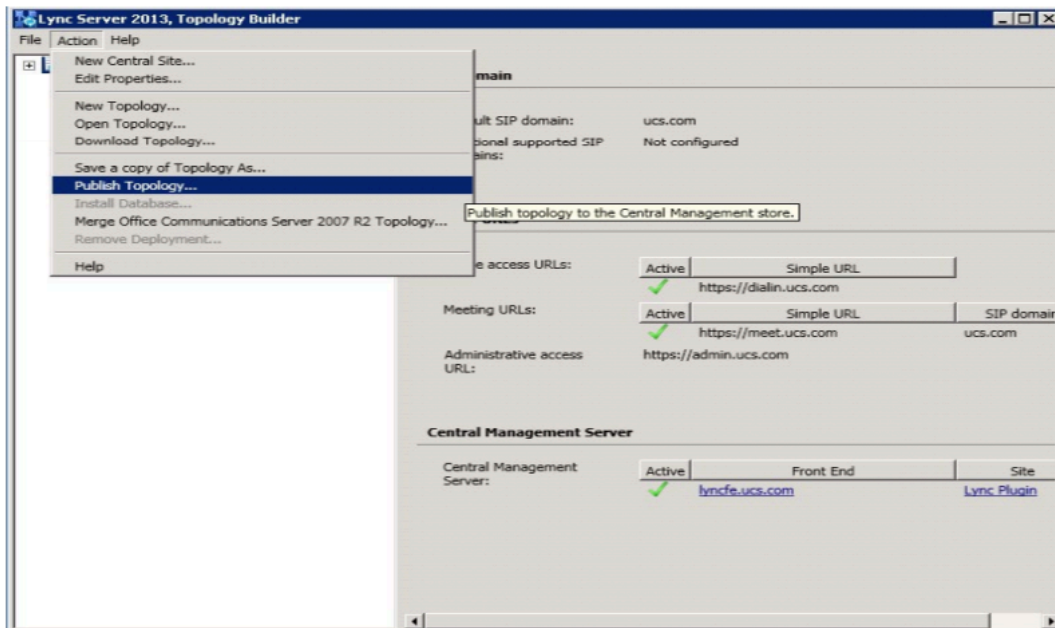 Lync Server 2013, Topology Builder
File Action Help
New Central Site...
Edit Properties...
New Topology...
Open Topology...
Download Topology...
Save a copy of Topology As...
Publish Topology...
Install Database...
Merge Office Communications Server 2007 R2 Topology...
Remove Deployment...
Help
Publish topology to the Central Management store.
main
ult SIP domain: ucs.com
ional supported SIP Not configured
ains:
e access URLs: Active Simple URL
https://dialin.ucs.com
Meeting URLs: Active Simple URL SIP domain
https://meet.ucs.com ucs.com
Administrative access https://admin.ucs.com
URL:
Central Management Server
Central Management Active Front End Site
Server:
lyncfe.ucs.com Lync Plugin